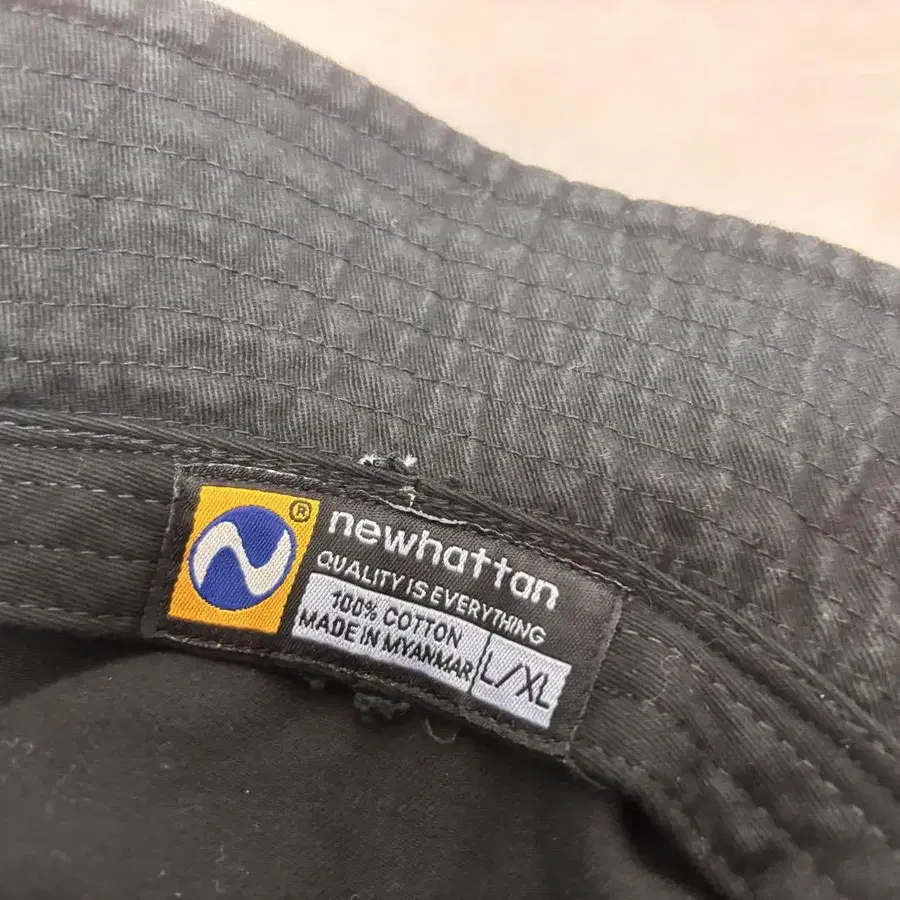 ®
newhattan
QUALITY IS EVERYTHING
100% COTTON
MADE IN MYANMAR
L/XL